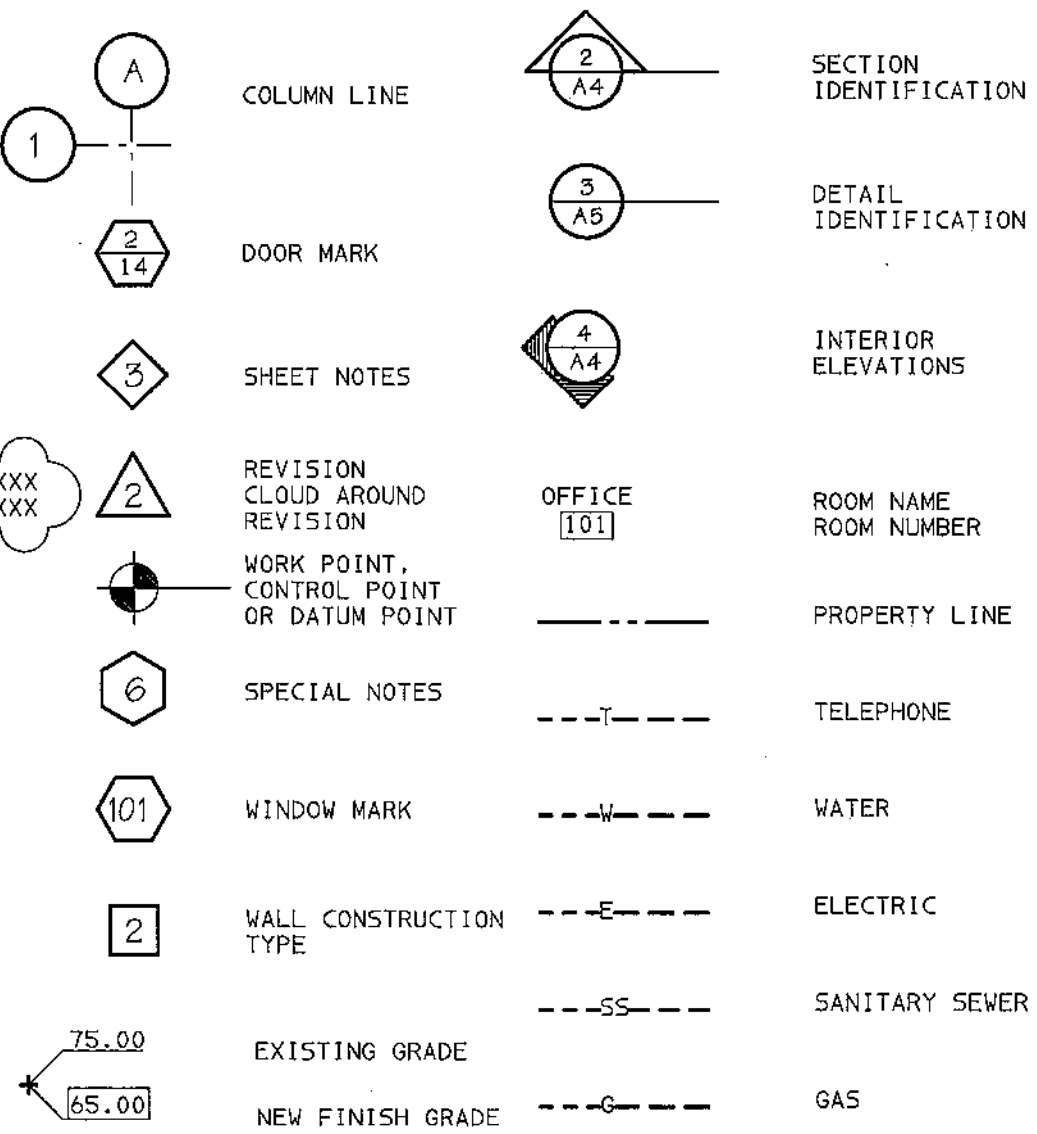 A
1
COLUMN LINE
2
14
DOOR MARK
3
SHEET NOTES
XXX
XXX
2
REVISION
CLOUD AROUND
REVISION
WORK POINT,
CONTROL POINT
OR DATUM POINT
6
SPECIAL NOTES
101
WINDOW MARK
2
WALL CONSTRUCTION
TYPE
75.00
EXISTING GRADE
65.00
NEW FINISH GRADE
2
A4
SECTION
IDENTIFICATION
3
A5
DETAIL
IDENTIFICATION
4
A4
INTERIOR
ELEVATIONS
OFFICE
101
ROOM NAME
ROOM NUMBER
PROPERTY LINE
T
TELEPHONE
W
WATER
E
ELECTRIC
SS
SANITARY SEWER
G
GAS